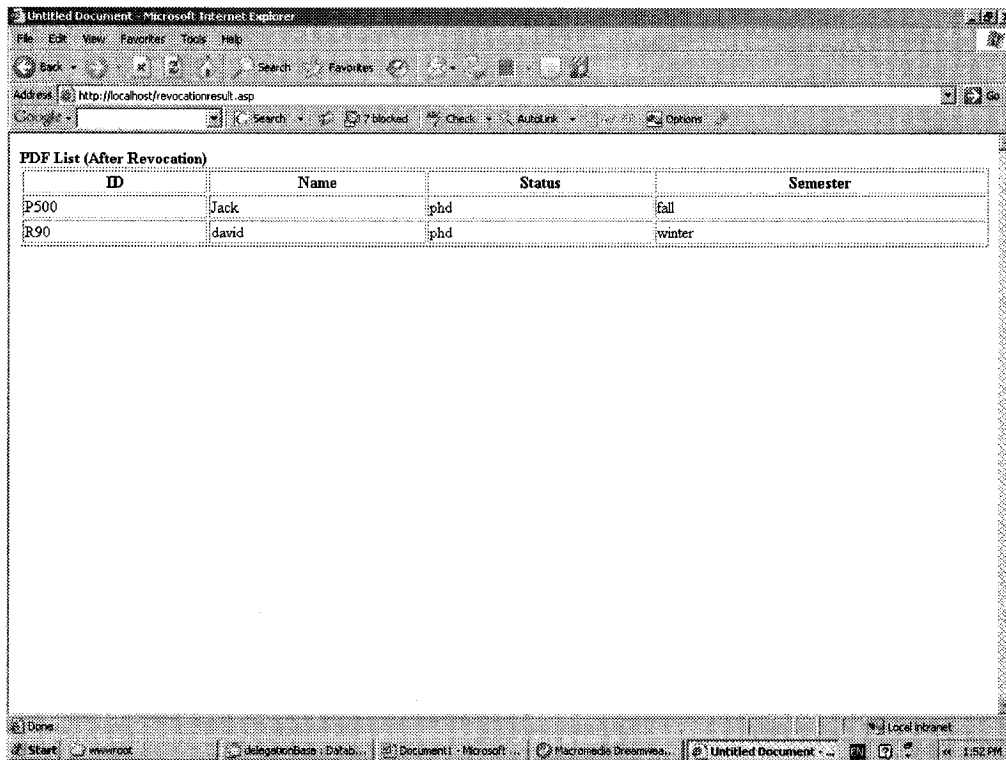 Untitled Document - Microsoft Internet Explorer
File Edit View Favorites Tools Help
Back Search Favorites
Address http://localhost/revocationresult.asp Go
Google Search 7 blocked Check AutoLink Options
PDF List (After Revocation)
ID Name Status Semester
P500 Jack phd fall
R90 david phd winter
Done Local intranet
Start wwwroot delegationBase : Datab... Document1 - Microsoft ... Macromedia Dreamwea... Untitled Document - ... EN 1:52 PM